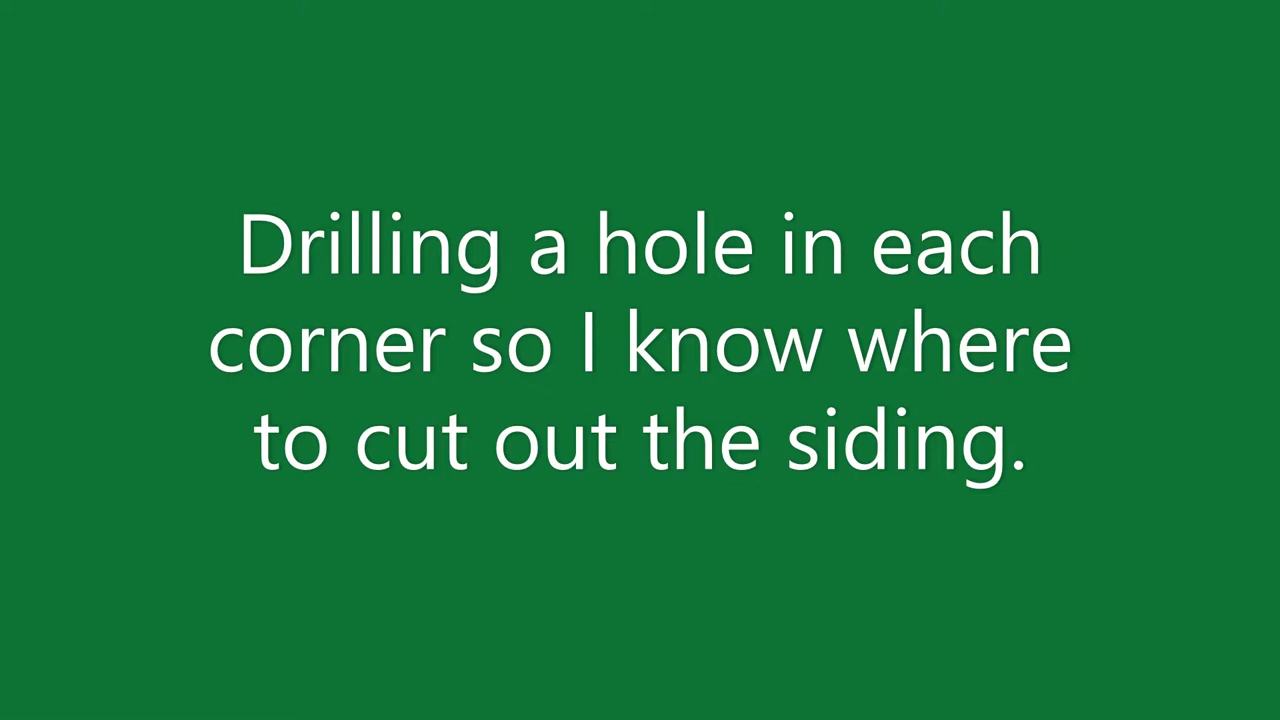 Drilling a hole in each
corner so I know where
to cut out the siding.